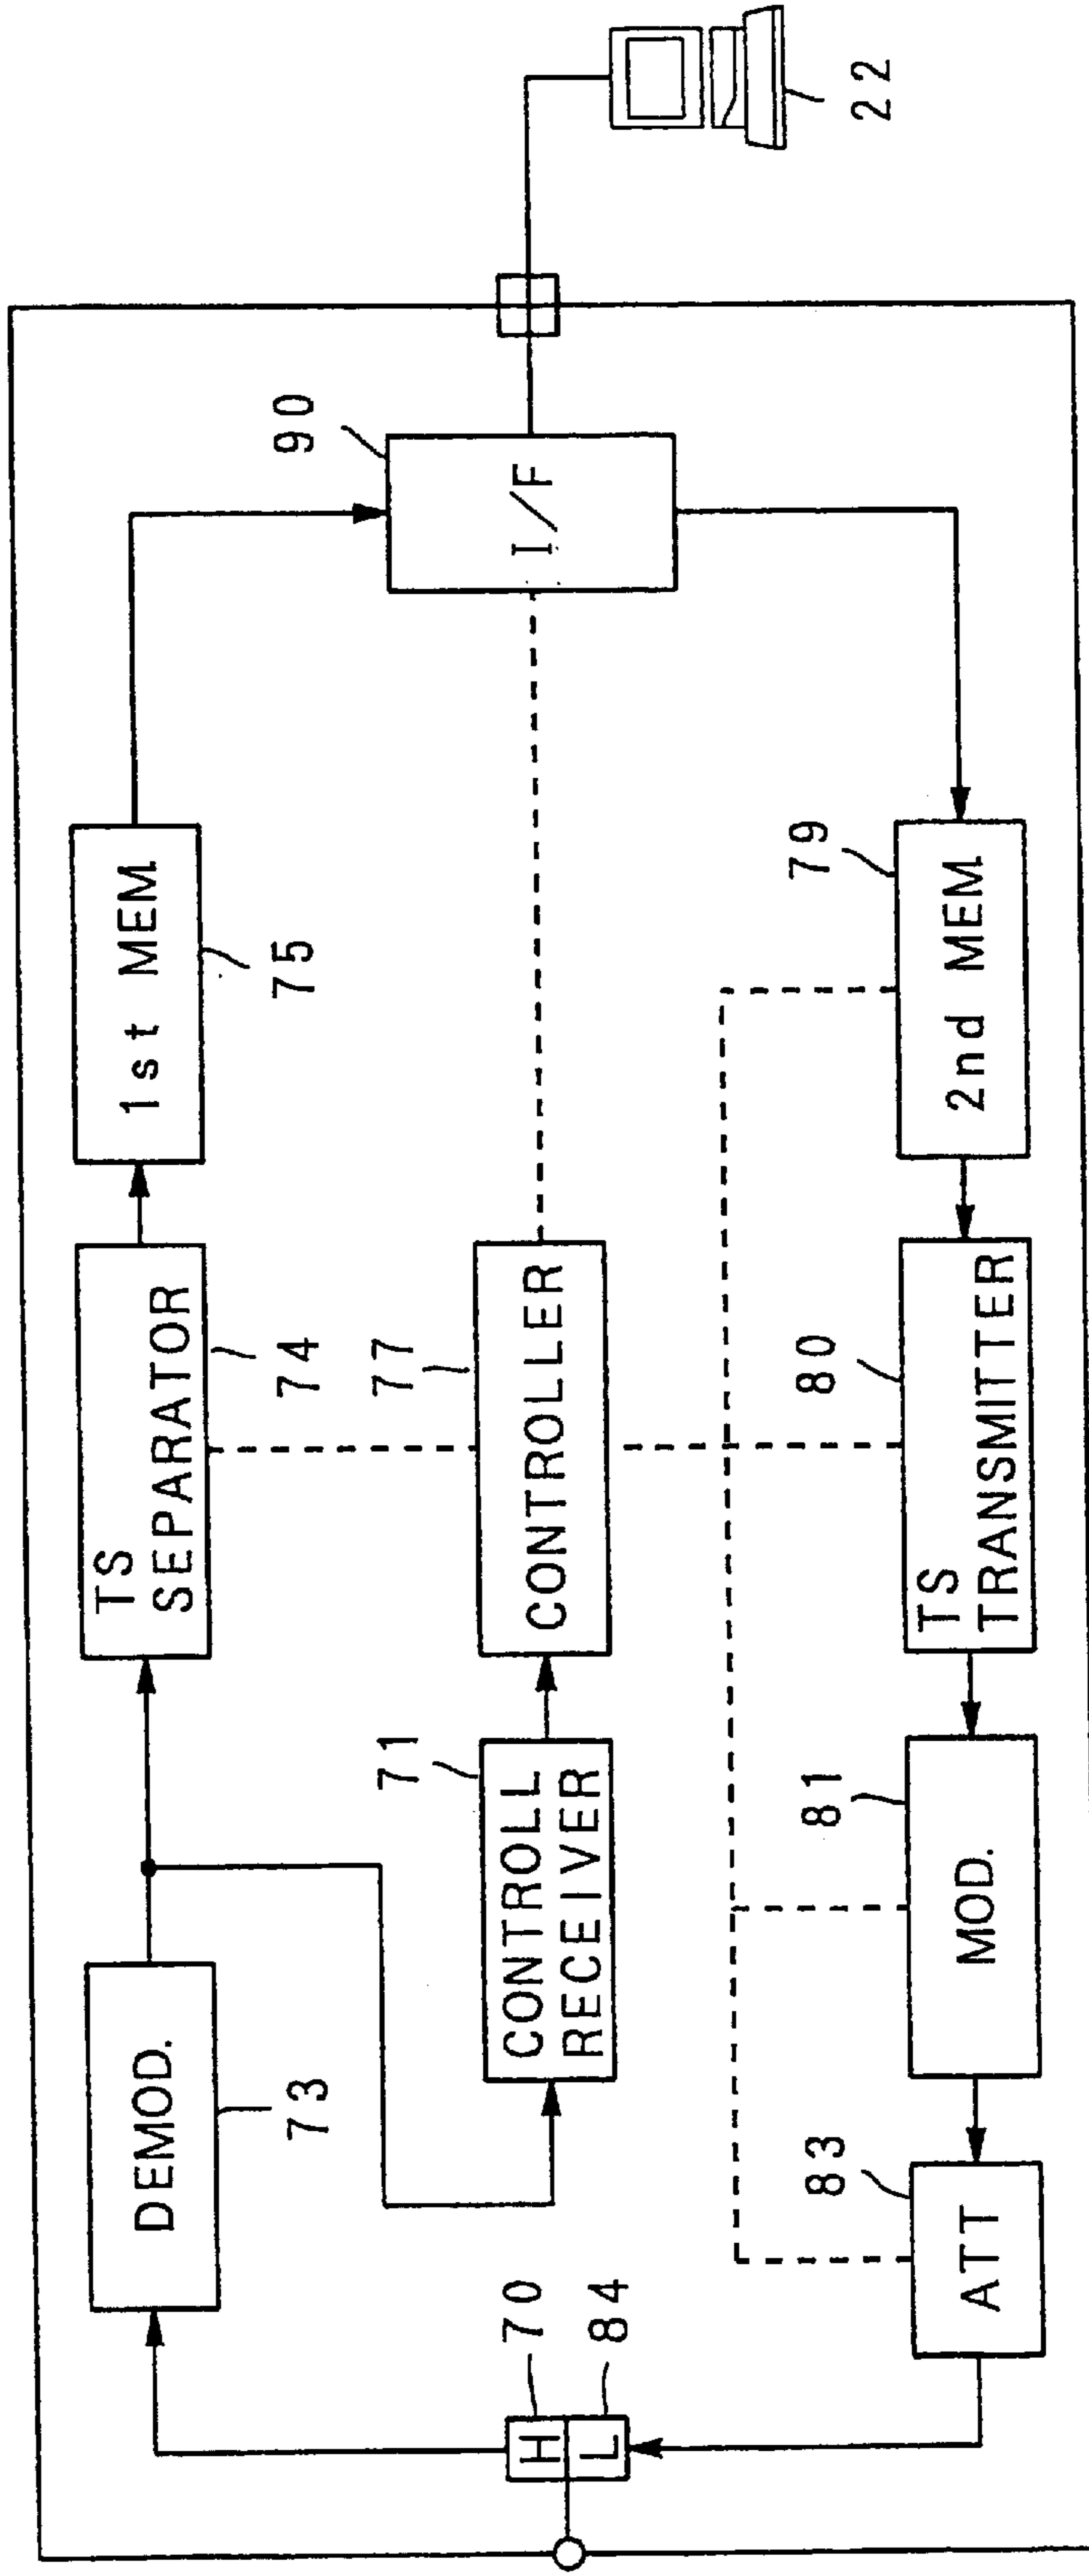 DEMOD.
73
TS
SEPARATOR
74
1st MEM.
75
90
I/F
22
71
CONTROLL
RECEIVER
77
CONTROLLER
H
70
L
84
83
ATT
81
MOD.
80
TS
TRANSMITTER
79
2nd MEM.